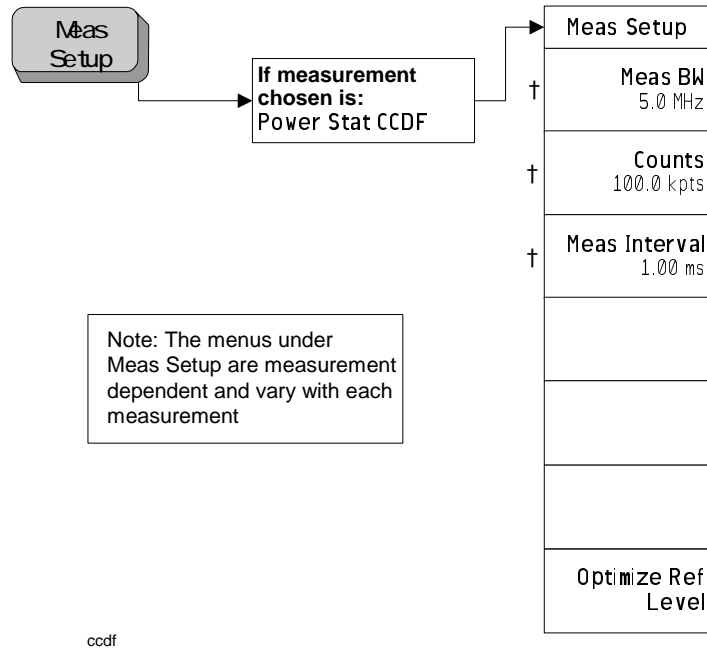 Meas
Setup
If measurement
chosen is:
Power Stat CCDF
Meas Setup
† Meas BW
5.0 MHz
† Counts
100.0 kpts
† Meas Interval
1.00 ms
Optimize Ref
Level
Note: The menus under
Meas Setup are measurement
dependent and vary with each
measurement
ccdf